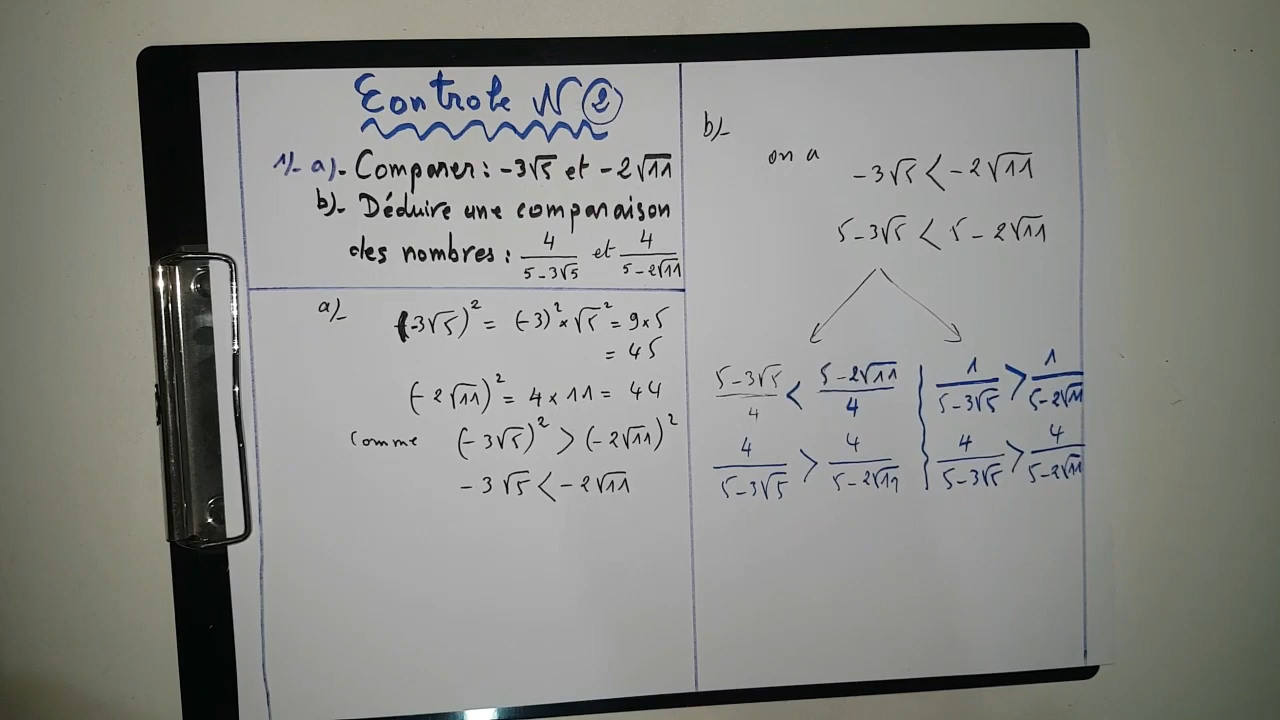 Controle N ②
1)- a)- Comparer : -3√5 et -2√11
b)- Déduire une comparaison
des nombres : 4/(5-3√5) et 4/(5-2√11)
a)- (-3√5)² = (-3)² × √5² = 9×5
= 45
(-2√11)² = 4 × 11 = 44
Comme (-3√5)² > (-2√11)²
-3√5 < -2√11
b)-
on a -3√5 < -2√11
5-3√5 < 5-2√11
(5-3√5)/4 < (5-2√11)/4
4/(5-3√5) > 4/(5-2√11)
1/(5-3√5) > 1/(5-2√11)
4/(5-3√5) > 4/(5-2√11)